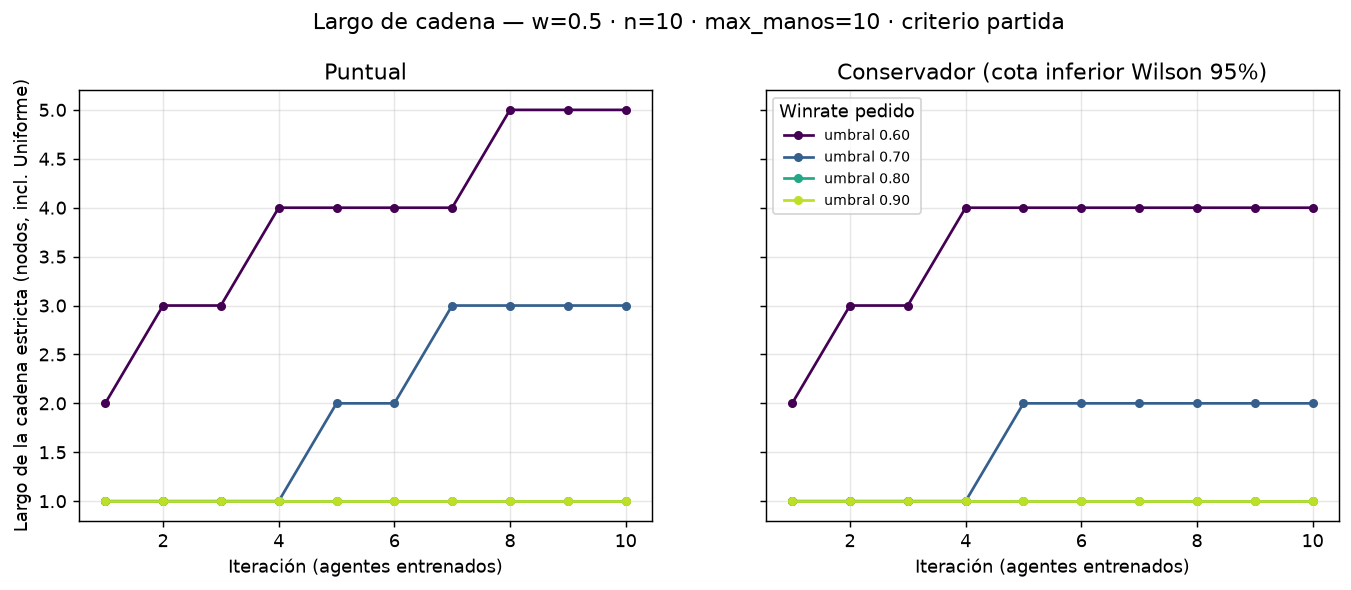 Largo de cadena — w=0.5 · n=10 · max_manos=10 · criterio partida
Puntual
Largo de la cadena estricta (nodos, incl. Uniforme)
5.0
4.5
4.0
3.5
3.0
2.5
2.0
1.5
1.0
2 4 6 8 10
Iteración (agentes entrenados)
Conservador (cota inferior Wilson 95%)
Winrate pedido
umbral 0.60
umbral 0.70
umbral 0.80
umbral 0.90
2 4 6 8 10
Iteración (agentes entrenados)